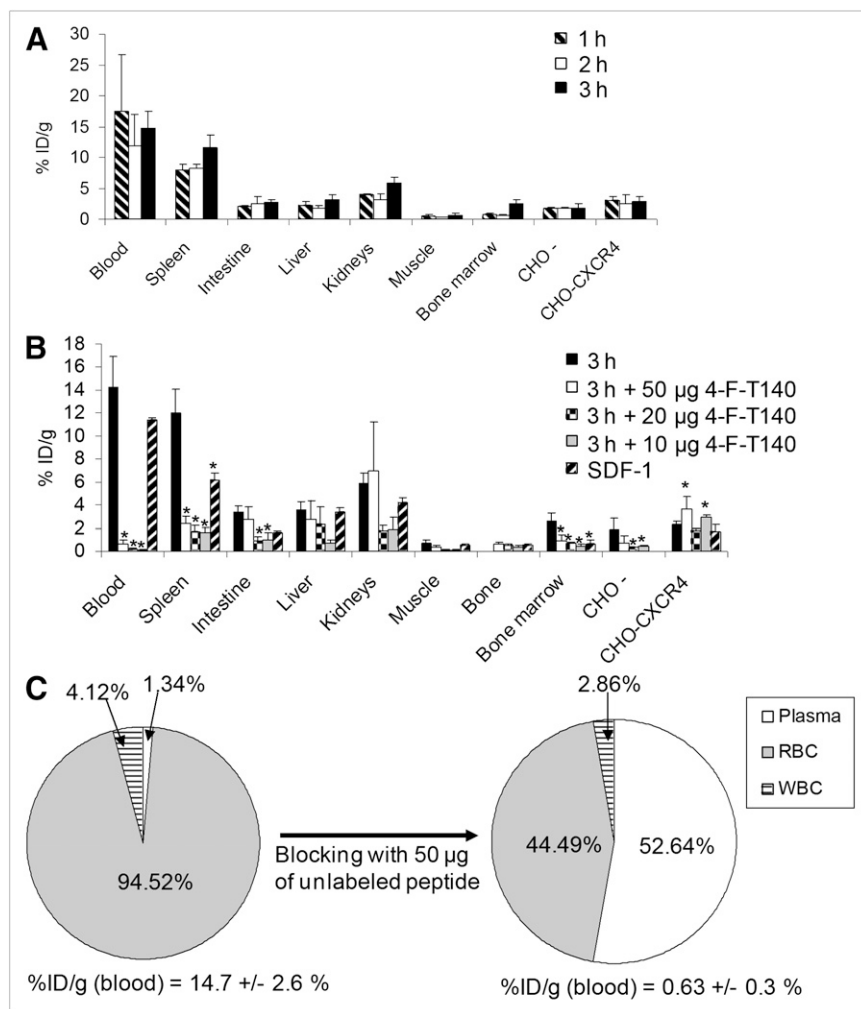 A
30
25
20
15
10
5
0
% ID/g
1 h
2 h
3 h
Blood
Spleen
Intestine
Liver
Kidneys
Muscle
Bone marrow
CHO -
CHO-CXCR4
B
18
16
14
12
10
8
6
4
2
0
% ID/g
3 h
3 h + 50 µg 4-F-T140
3 h + 20 µg 4-F-T140
3 h + 10 µg 4-F-T140
SDF-1
* * * *
* * * *
* *
* * * *
* *
* *
Blood
Spleen
Intestine
Liver
Kidneys
Muscle
Bone
Bone marrow
CHO -
CHO-CXCR4
C
4.12%
1.34%
94.52%
%ID/g (blood) = 14.7 +/- 2.6 %
Blocking with 50 µg
of unlabeled peptide
2.86%
44.49%
52.64%
%ID/g (blood) = 0.63 +/- 0.3 %
Plasma
RBC
WBC